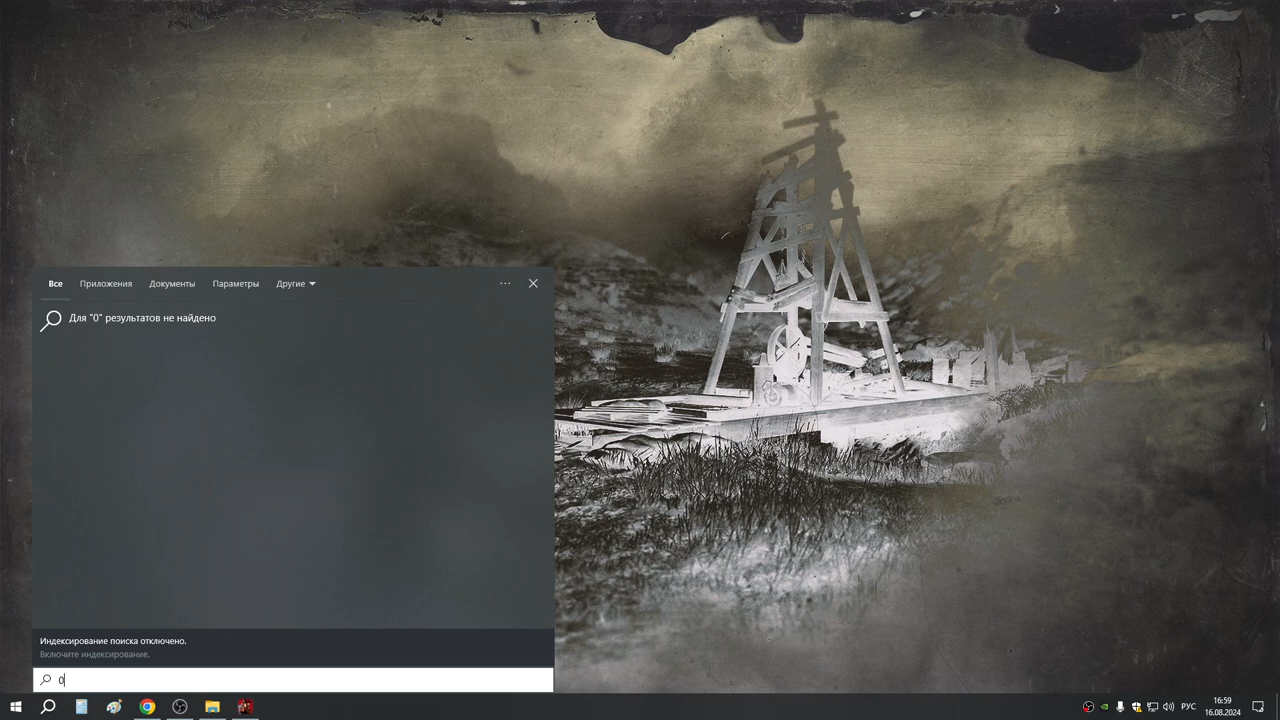 Все Приложения Документы Параметры Другие
Для "0" результатов не найдено
Индексирование поиска отключено.
Включите индексирование.
0
РУС
16:59
16.08.2024